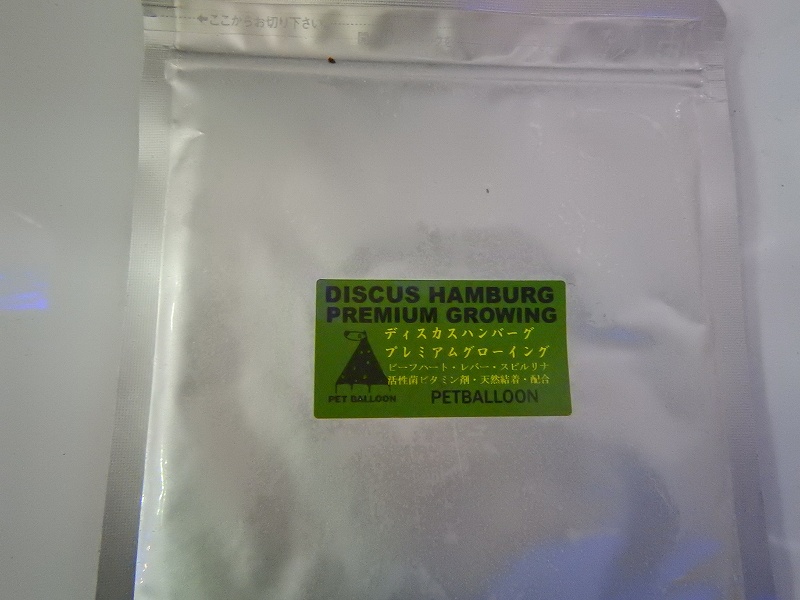 ←ここからお切り下さい
DISCUS HAMBURG
PREMIUM GROWING
ディスカスハンバーグ
プレミアムグローイング
ビーフハート・レバー・スピルリナ
活性菌ビタミン剤・天然結着・配合
PET BALLOON
PETBALLOON